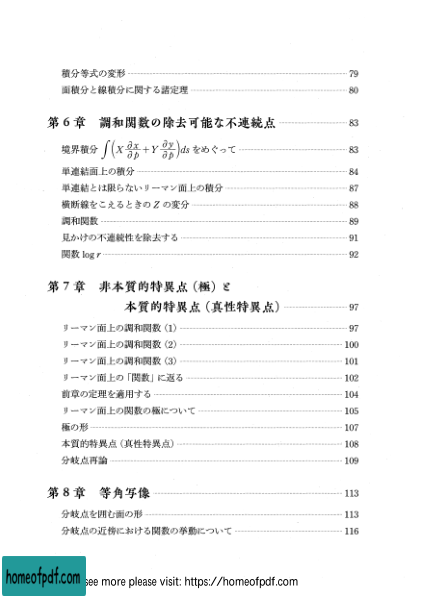 積分等式の変形 79
面積分と線積分に関する諸定理 80
第6章 調和関数の除去可能な不連続点 83
境界積分 ∫(X ∂x/∂p + Y ∂y/∂p)ds をめぐって 83
単連結面上の積分 84
単連結とは限らないリーマン面上の積分 87
横断線をこえるときの Z の変分 88
調和関数 89
見かけの不連続性を除去する 91
関数 log r 92
第7章 非本質的特異点（極）と
本質的特異点（真性特異点） 97
リーマン面上の調和関数（1） 97
リーマン面上の調和関数（2） 100
リーマン面上の調和関数（3） 101
リーマン面上の「関数」に返る 102
前章の定理を適用する 104
リーマン面上の関数の極について 105
極の形 107
本質的特異点（真性特異点） 108
分岐点再論 109
第8章 等角写像 113
分岐点を囲む面の形 113
分岐点の近傍における関数の挙動について 116
homeofpdf.com
see more please visit: https://homeofpdf.com